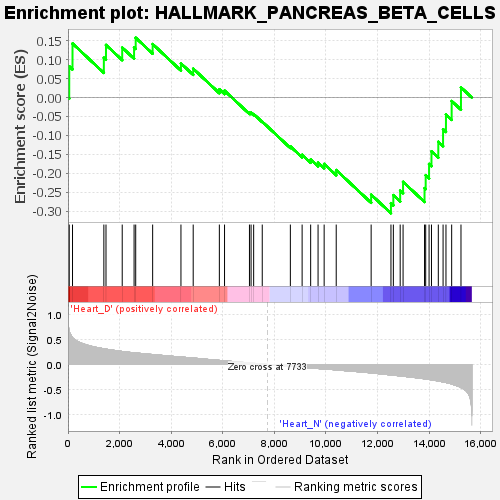 Enrichment plot: HALLMARK_PANCREAS_BETA_CELLS
Enrichment score (ES)
0.15
0.10
0.05
0.00
-0.05
-0.10
-0.15
-0.20
-0.25
-0.30
'Heart_D' (positively correlated)
Ranked list metric (Signal2Noise)
1.0
0.5
0.0
-0.5
-1.0
Zero cross at 7733
'Heart_N' (negatively correlated)
0 2,000 4,000 6,000 8,000 10,000 12,000 14,000 16,000
Rank in Ordered Dataset
Enrichment profile Hits Ranking metric scores